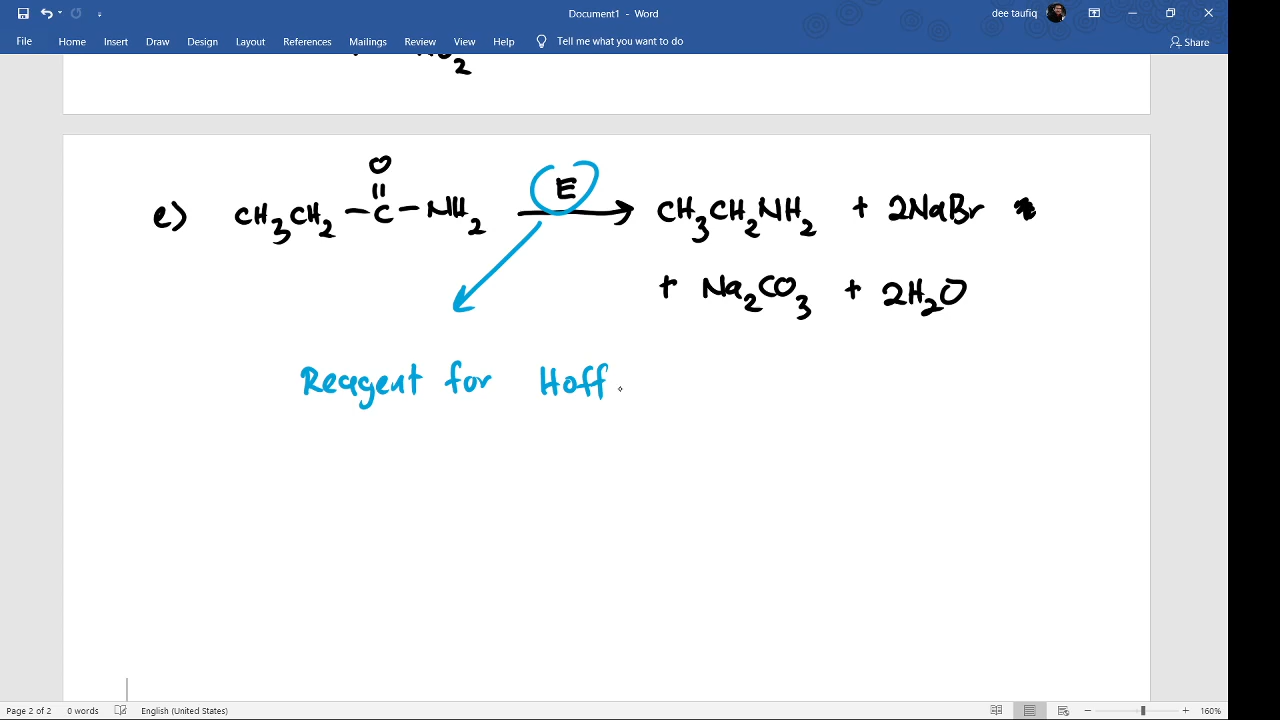 Document1 - Word
dee taufiq
File Home Insert Draw Design Layout References Mailings Review View Help Tell me what you want to do Share
2
O
e) CH3CH2 - C - NH2 E → CH3CH2NH2 + 2NaBr
+ Na2CO3 + 2H2O
Reagent for Hoff
Page 2 of 2 0 words English (United States) 160%